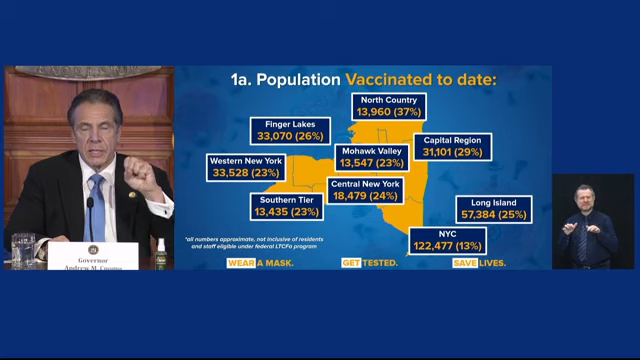 1a. Population Vaccinated to date:
North Country
13,960 (37%)
Finger Lakes
33,070 (26%)
Capital Region
31,101 (29%)
Mohawk Valley
13,547 (23%)
Western New York
33,528 (23%)
Central New York
18,479 (24%)
Southern Tier
13,435 (23%)
Long Island
57,384 (25%)
NYC
122,477 (13%)
*all numbers approximate, not inclusive of residents
and staff eligible under federal LTCFa program
WEAR A MASK. GET TESTED. SAVE LIVES.
Governor
Andrew M. Cuomo